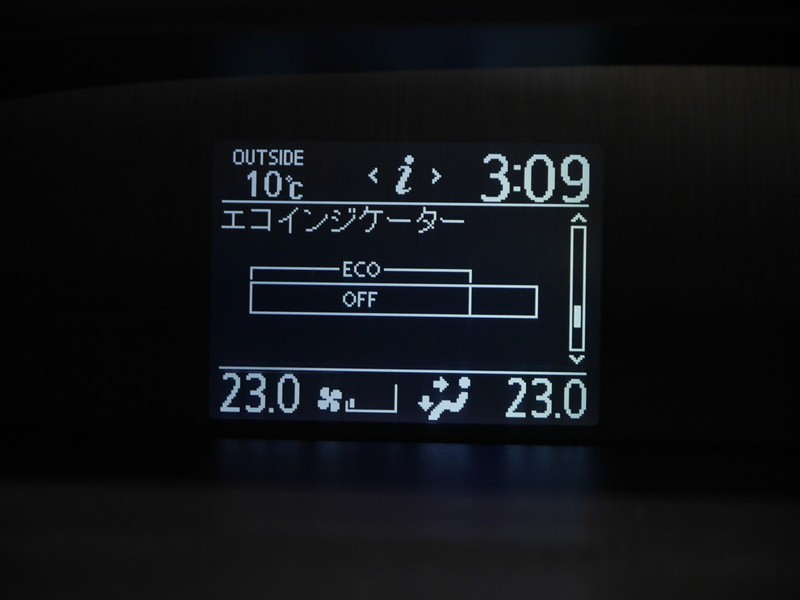 OUTSIDE
10℃
< i >
3:09
エコインジケーター
ECO
OFF
23.0
23.0